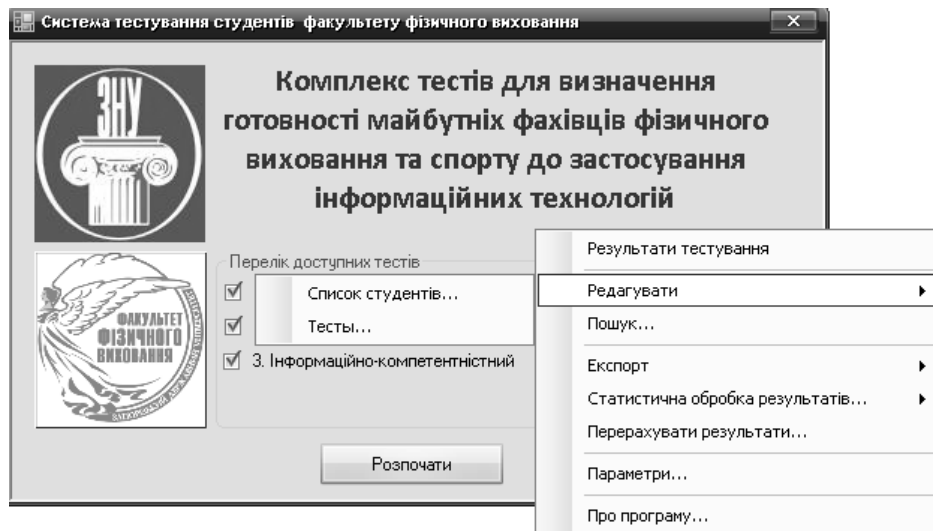 Система тестування студентів факультету фізичного виховання
ЗНУ
Комплекс тестів для визначення
готовності майбутніх фахівців фізичного
виховання та спорту до застосування
інформаційних технологій
ФАКУЛЬТЕТ
ФІЗИЧНОГО
ВИХОВАННЯ
Перелік доступних тестів
Список студентів...
Тесты...
3. Інформаційно-компетентністний
Розпочати
Результати тестування
Редагувати
Пошук...
Експорт
Статистична обробка результатів...
Перерахувати результати...
Параметри...
Про програму...